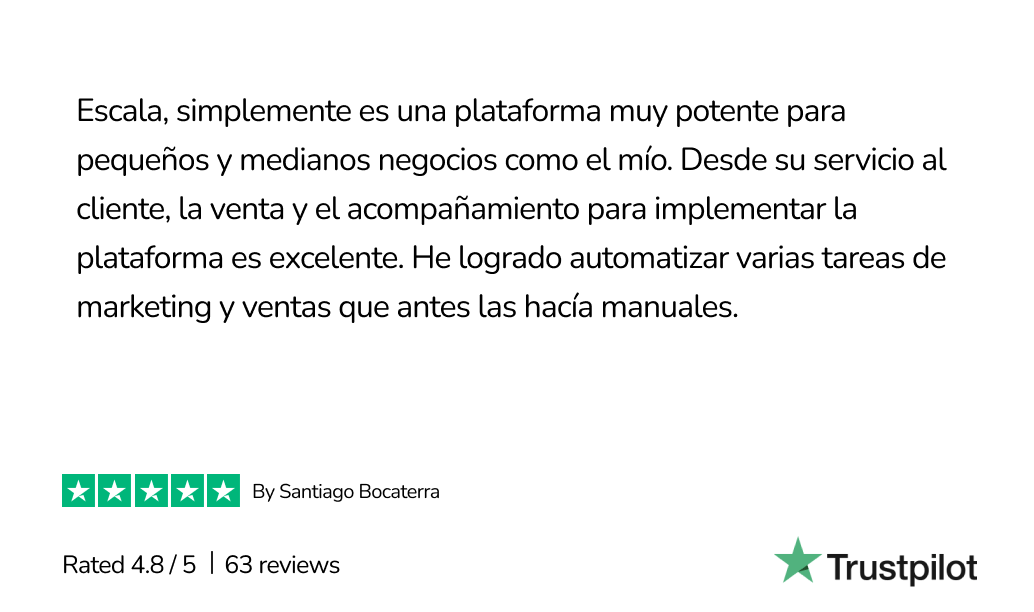 Escala, simplemente es una plataforma muy potente para
pequeños y medianos negocios como el mío. Desde su servicio al
cliente, la venta y el acompañamiento para implementar la
plataforma es excelente. He logrado automatizar varias tareas de
marketing y ventas que antes las hacía manuales.
By Santiago Bocaterra
Rated 4.8 / 5 | 63 reviews
Trustpilot